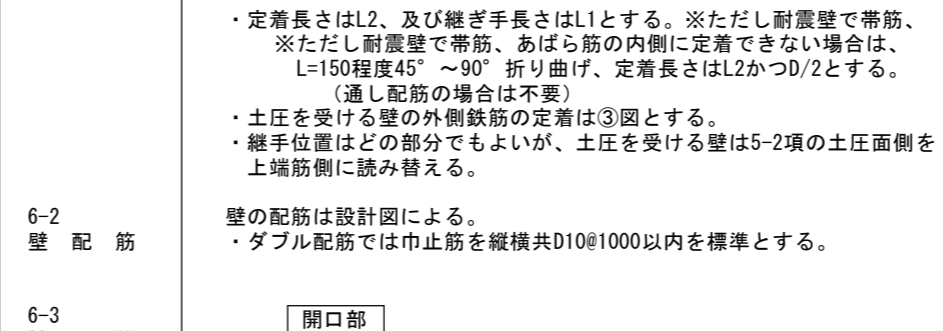 ・定着長さはL2、及び継ぎ手長さはL1とする。※ただし耐震壁で帯筋、
※ただし耐震壁で帯筋、あばら筋の内側に定着できない場合は、
L=150程度45°～90°折り曲げ、定着長さはL2かつD/2とする。
（通し配筋の場合は不要）
・土圧を受ける壁の外側鉄筋の定着は③図とする。
・継手位置はどの部分でもよいが、土圧を受ける壁は5-2項の土圧面側を
上端筋側に読み替える。
6-2
壁の配筋は設計図による。
壁 配 筋
・ダブル配筋では巾止筋を縦横共D10@1000以内を標準とする。
6-3
開口部